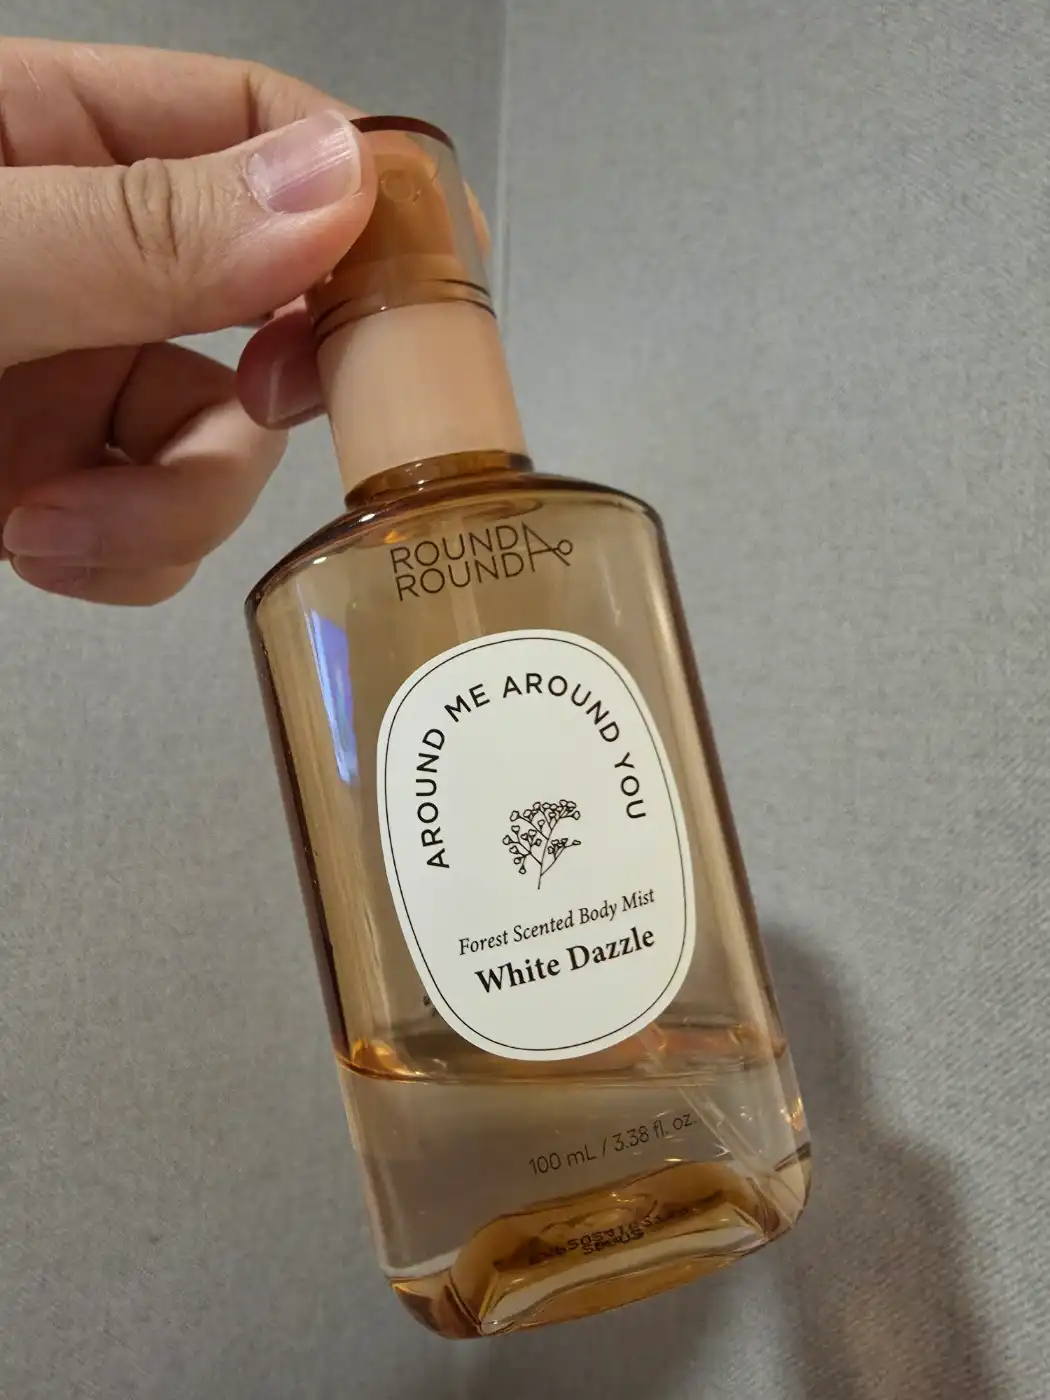 ROUND A
ROUND
AROUND ME AROUND YOU
Forest Scented Body Mist
White Dazzle
100 mL / 3.38 fl. oz.